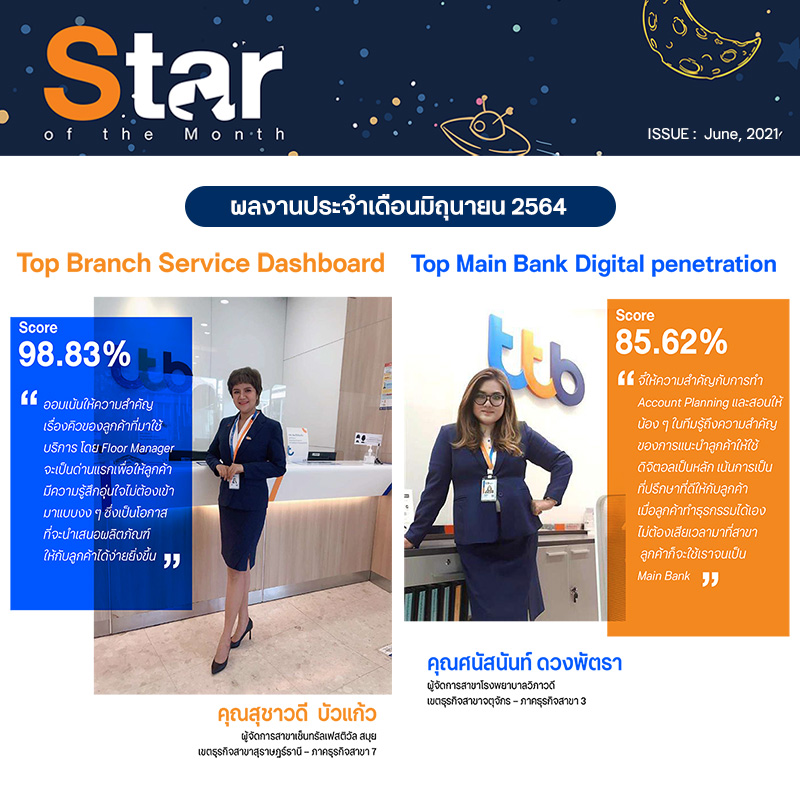 Star
of the Month
ISSUE : June, 2021
ผลงานประจำเดือนมิถุนายน 2564
Top Branch Service Dashboard
Score
98.83%
ttb
“ ออมเน้นให้ความสำคัญ
เรื่องคิวของลูกค้าที่มาใช้
บริการ โดย Floor Manager
จะเป็นด่านแรกเพื่อให้ลูกค้า
มีความรู้สึกอุ่นใจไม่ต้องเข้า
มาแบบงง ๆ ซึ่งเป็นโอกาส
ที่จะนำเสนอผลิตภัณฑ์
ให้กับลูกค้าได้ง่ายยิ่งขึ้น ”
คุณสุชาวดี บัวแก้ว
ผู้จัดการสาขาเซ็นทรัลเฟสติวัล สมุย
เขตธุรกิจสาขาสุราษฎร์ธานี – ภาคธุรกิจสาขา 7
Top Main Bank Digital penetration
ttb
Score
85.62%
“ จี้ให้ความสำคัญกับการทำ
Account Planning และสอนให้
น้อง ๆ ในทีมรู้ถึงความสำคัญ
ของการแนะนำลูกค้าให้ใช้
ดิจิตอลเป็นหลัก เน้นการเป็น
ที่ปรึกษาที่ดีให้กับลูกค้า
เมื่อลูกค้าทำธุรกรรมได้เอง
ไม่ต้องเสียเวลามาที่สาขา
ลูกค้าก็จะใช้เราจนเป็น
Main Bank ”
คุณศนัสนันท์ ดวงพัตรา
ผู้จัดการสาขาโรงพยาบาลวิภาวดี
เขตธุรกิจสาขาจตุจักร – ภาคธุรกิจสาขา 3